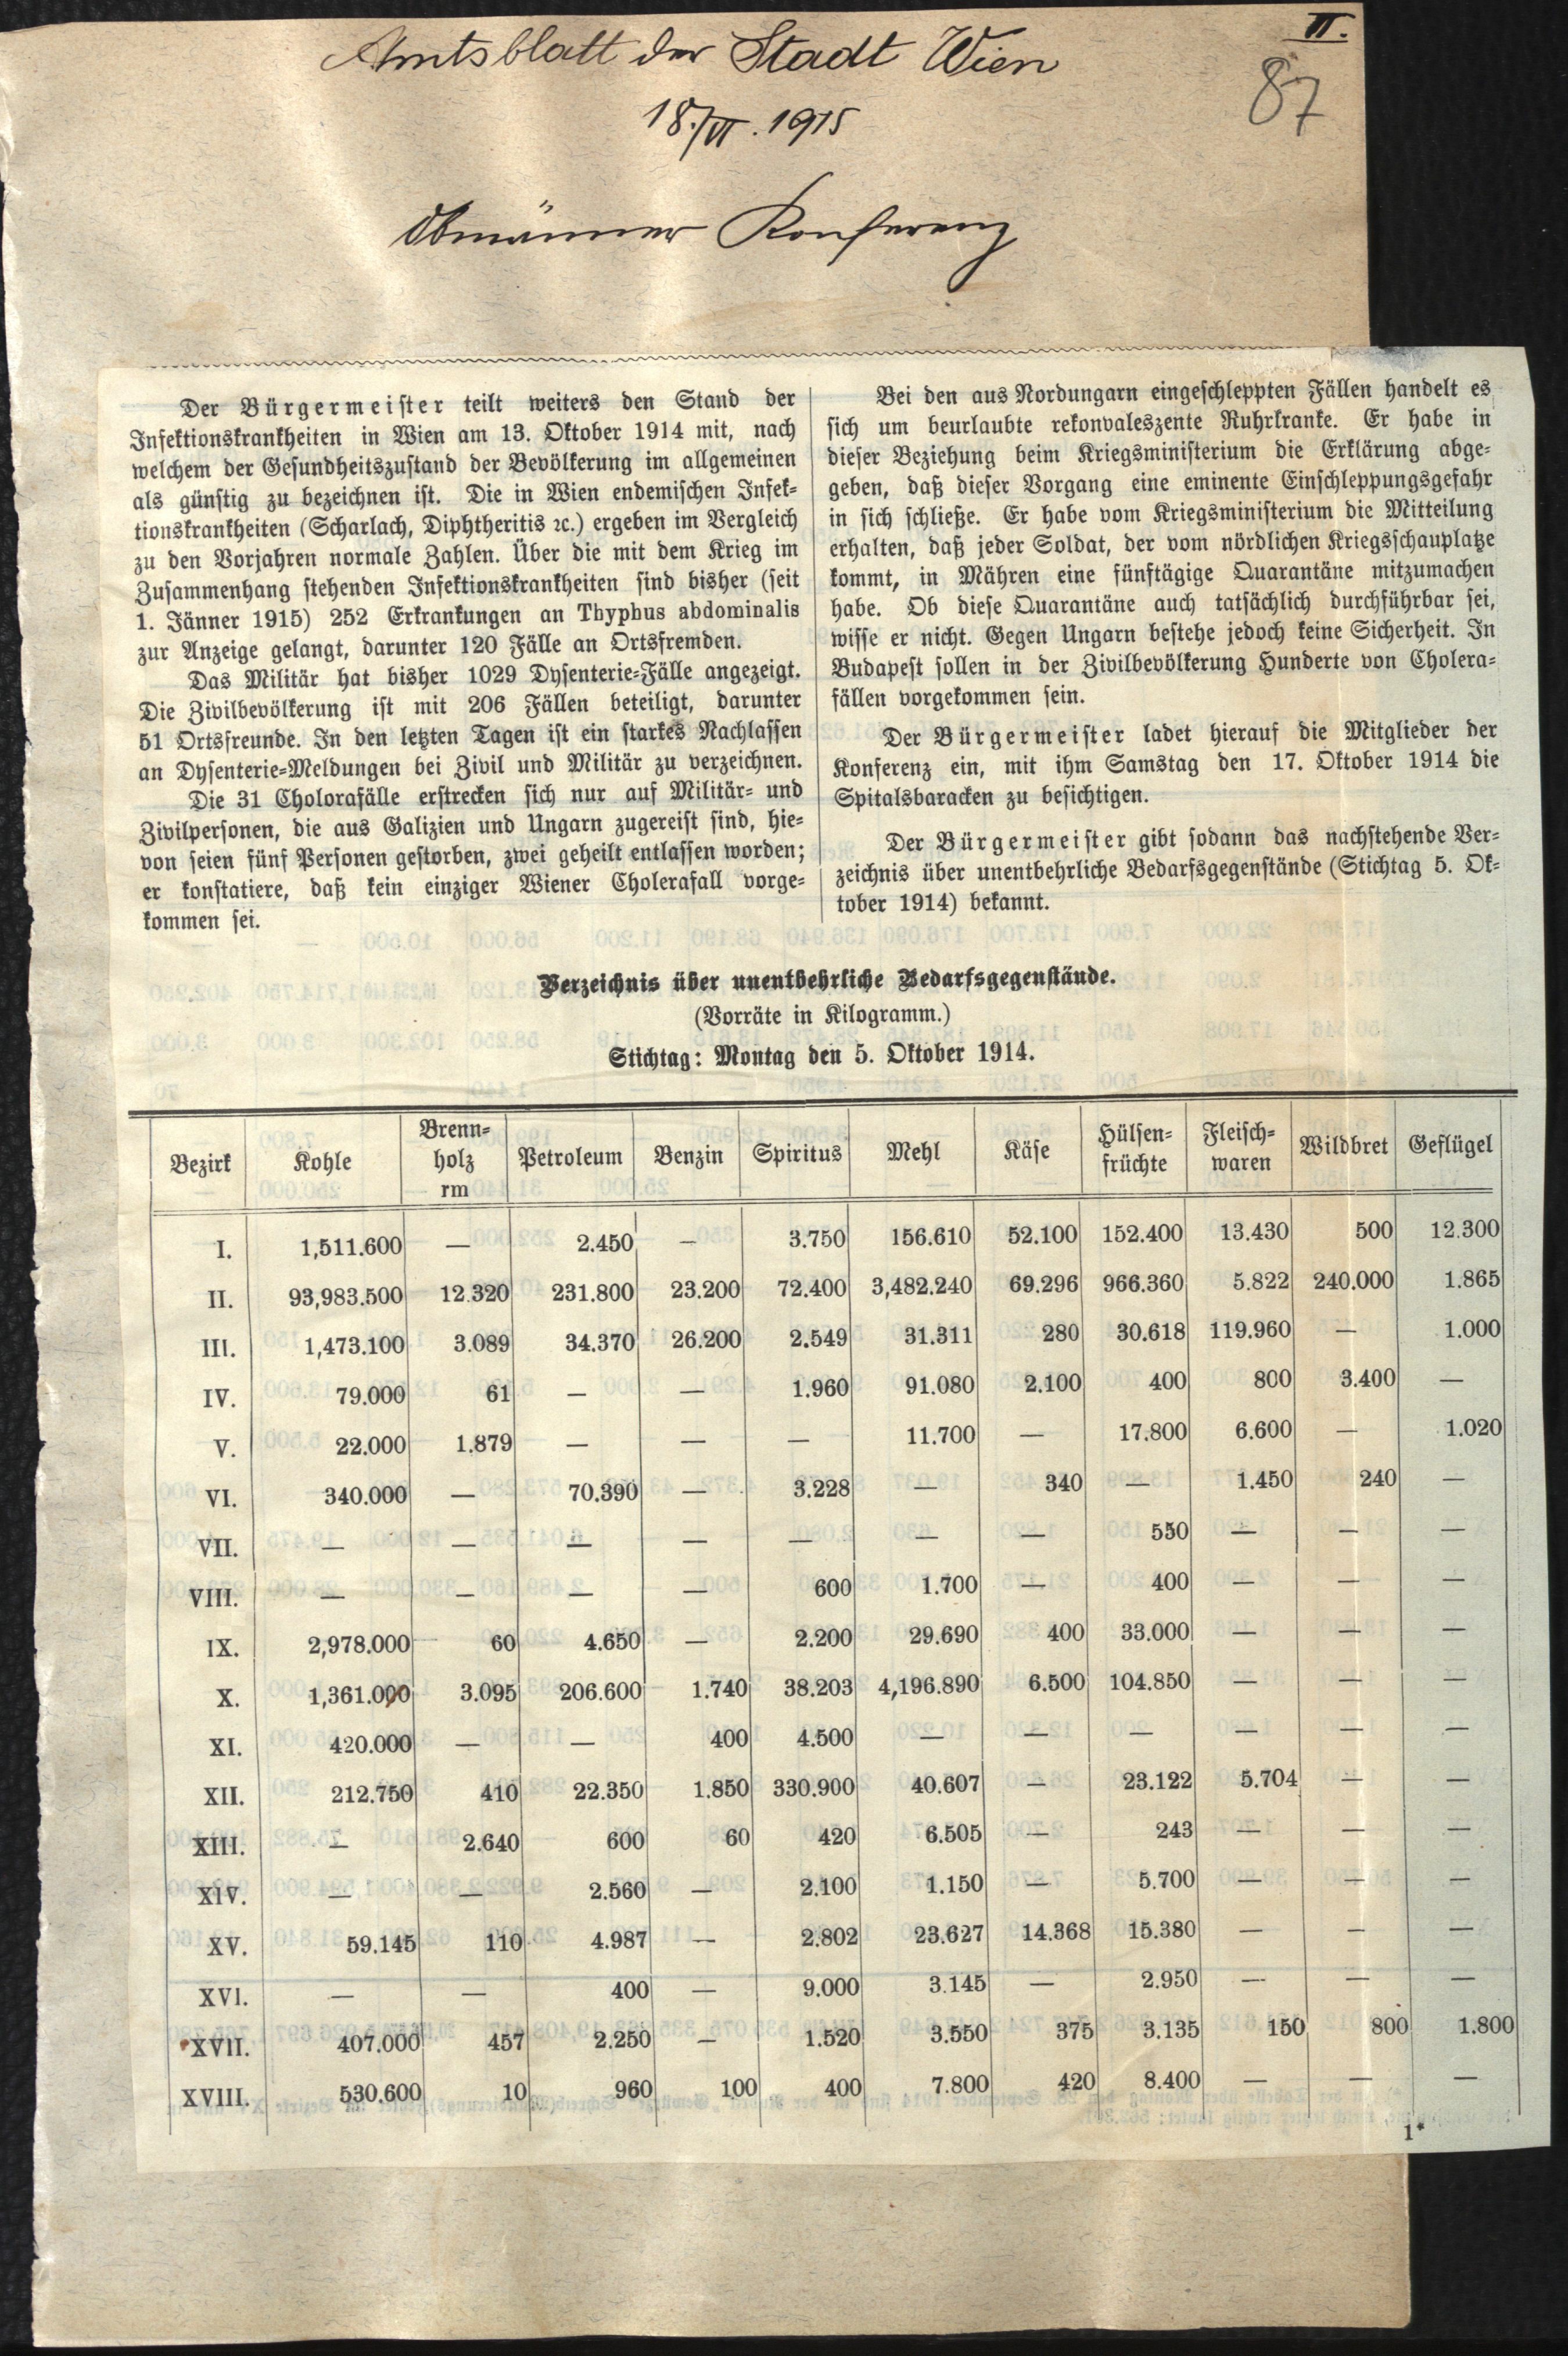 II.
87
Amtsblatt der Stadt Wien
18./VI. 1915
Obmänner Konferenz
Der Bürgermeister teilt weiters den Stand der
Infektionskrankheiten in Wien am 13. Oktober 1914 mit, nach
welchem der Gesundheitszustand der Bevölkerung im allgemeinen
als günstig zu bezeichnen ist. Die in Wien endemischen Infek-
tionskrankheiten (Scharlach, Diphtheritis ꝛc.) ergeben im Vergleich
zu den Vorjahren normale Zahlen. Über die mit dem Krieg im
Zusammenhang stehenden Infektionskrankheiten sind bisher (seit
1. Jänner 1915) 252 Erkrankungen an Thyphus abdominalis
zur Anzeige gelangt, darunter 120 Fälle an Ortsfremden.
Das Militär hat bisher 1029 Dysenterie-Fälle angezeigt.
Die Zivilbevölkerung ist mit 206 Fällen beteiligt, darunter
51 Ortsfreunde. In den letzten Tagen ist ein starkes Nachlassen
an Dysenterie-Meldungen bei Zivil und Militär zu verzeichnen.
Die 31 Cholorafälle erstrecken sich nur auf Militär- und
Zivilpersonen, die aus Galizien und Ungarn zugereist sind, hie-
von seien fünf Personen gestorben, zwei geheilt entlassen worden;
er konstatiere, daß kein einziger Wiener Cholerafall vorge-
kommen sei.
Bei den aus Nordungarn eingeschleppten Fällen handelt es
sich um beurlaubte rekonvaleszente Ruhrkranke. Er habe in
dieser Beziehung beim Kriegsministerium die Erklärung abge-
geben, daß dieser Vorgang eine eminente Einschleppungsgefahr
in sich schließe. Er habe vom Kriegsministerium die Mitteilung
erhalten, daß jeder Soldat, der vom nördlichen Kriegsschauplatze
kommt, in Mähren eine fünftägige Quarantäne mitzumachen
habe. Ob diese Quarantäne auch tatsächlich durchführbar sei,
wisse er nicht. Gegen Ungarn bestehe jedoch keine Sicherheit. In
Budapest sollen in der Zivilbevölkerung Hunderte von Cholera-
fällen vorgekommen sein.
Der Bürgermeister ladet hierauf die Mitglieder der
Konferenz ein, mit ihm Samstag den 17. Oktober 1914 die
Spitalsbaracken zu besichtigen.
Der Bürgermeister gibt sodann das nachstehende Ver-
zeichnis über unentbehrliche Bedarfsgegenstände (Stichtag 5. Ok-
tober 1914) bekannt.
Verzeichnis über unentbehrliche Bedarfsgegenstände.
(Vorräte in Kilogramm.)
Stichtag: Montag den 5. Oktober 1914.
Bezirk Kohle Brenn-holz rm Petroleum Benzin Spiritus Mehl Käse Hülsen-früchte Fleisch-waren Wildbret Geflügel
I. 1,511.600 — 2.450 — 3.750 156.610 52.100 152.400 13.430 500 12.300
II. 93,983.500 12.320 231.800 23.200 72.400 3,482.240 69.296 966.360 5.822 240.000 1.865
III. 1,473.100 3.089 34.370 26.200 2.549 31.311 280 30.618 119.960 — 1.000
IV. 79.000 61 — — 1.960 91.080 2.100 400 800 3.400 —
V. 22.000 1.879 — — — 11.700 — 17.800 6.600 — 1.020
VI. 340.000 — 70.390 — 3.228 — 340 — 1.450 240 —
VII. — — — — — — — 550 — — —
VIII. — — — — 600 1.700 — 400 — — —
IX. 2,978.000 60 4.650 — 2.200 29.690 400 33.000 — — —
X. 1,361.000 3.095 206.600 1.740 38.203 4,196.890 6.500 104.850 — — —
XI. 420.000 — — 400 4.500 — — — — — —
XII. 212.750 410 22.350 1.850 330.900 40.607 — 23.122 5.704 — —
XIII. — 2.640 600 60 420 6.505 — 243 — — —
XIV. — — 2.560 — 2.100 1.150 — 5.700 — — —
XV. 59.145 110 4.987 — 2.802 23.627 14.368 15.380 — — —
XVI. — — 400 — 9.000 3.145 — 2.950 — — —
XVII. 407.000 457 2.250 — 1.520 3.550 375 3.135 150 800 1.800
XVIII. 530.600 10 960 100 400 7.800 420 8.400 — — —
1*